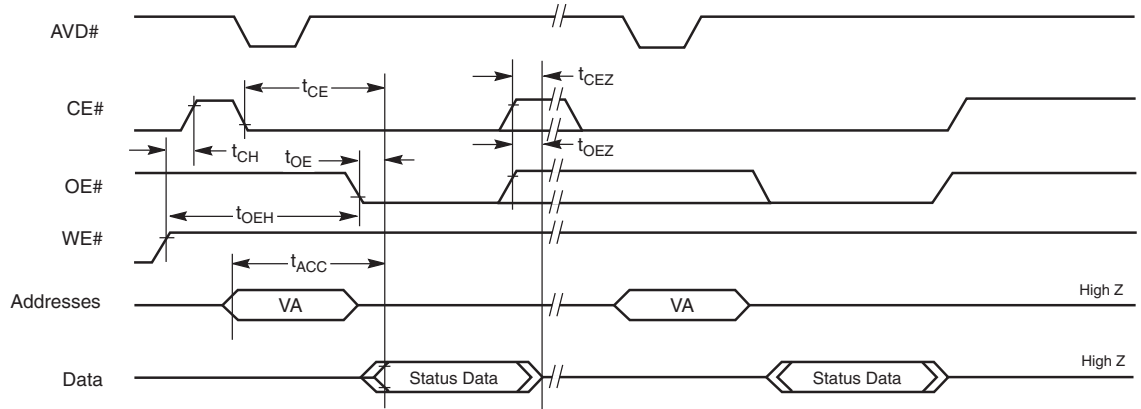 AVD#
tCEZ
CE#
tCE
tCH
tOE
tOEZ
OE#
tOEH
WE#
tACC
Addresses
VA
VA
High Z
Data
Status Data
Status Data
High Z